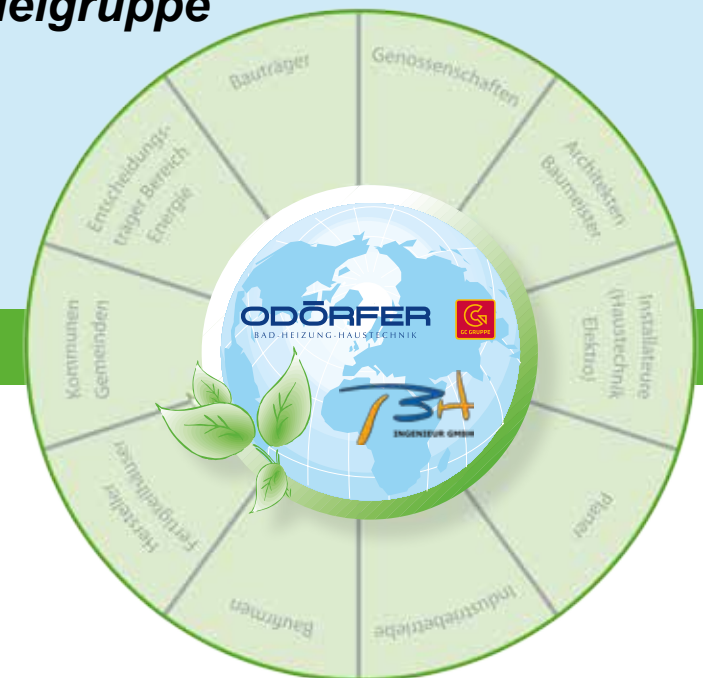 ielgruppe
Bauträger
Genossenschaften
Architekten
Baumeister
Installateure
(Haustechnik
Elektro)
Planer
Industriebetriebe
Baufirmen
Hersteller
Fertigteilhäuser
Kommunen
Gemeinden
Entscheidungs-
träger Bereich
Energie
ODÖRFER
BAD-HEIZUNG-HAUSTECHNIK
GC GRUPPE
TBH
INGENIEUR GMBH